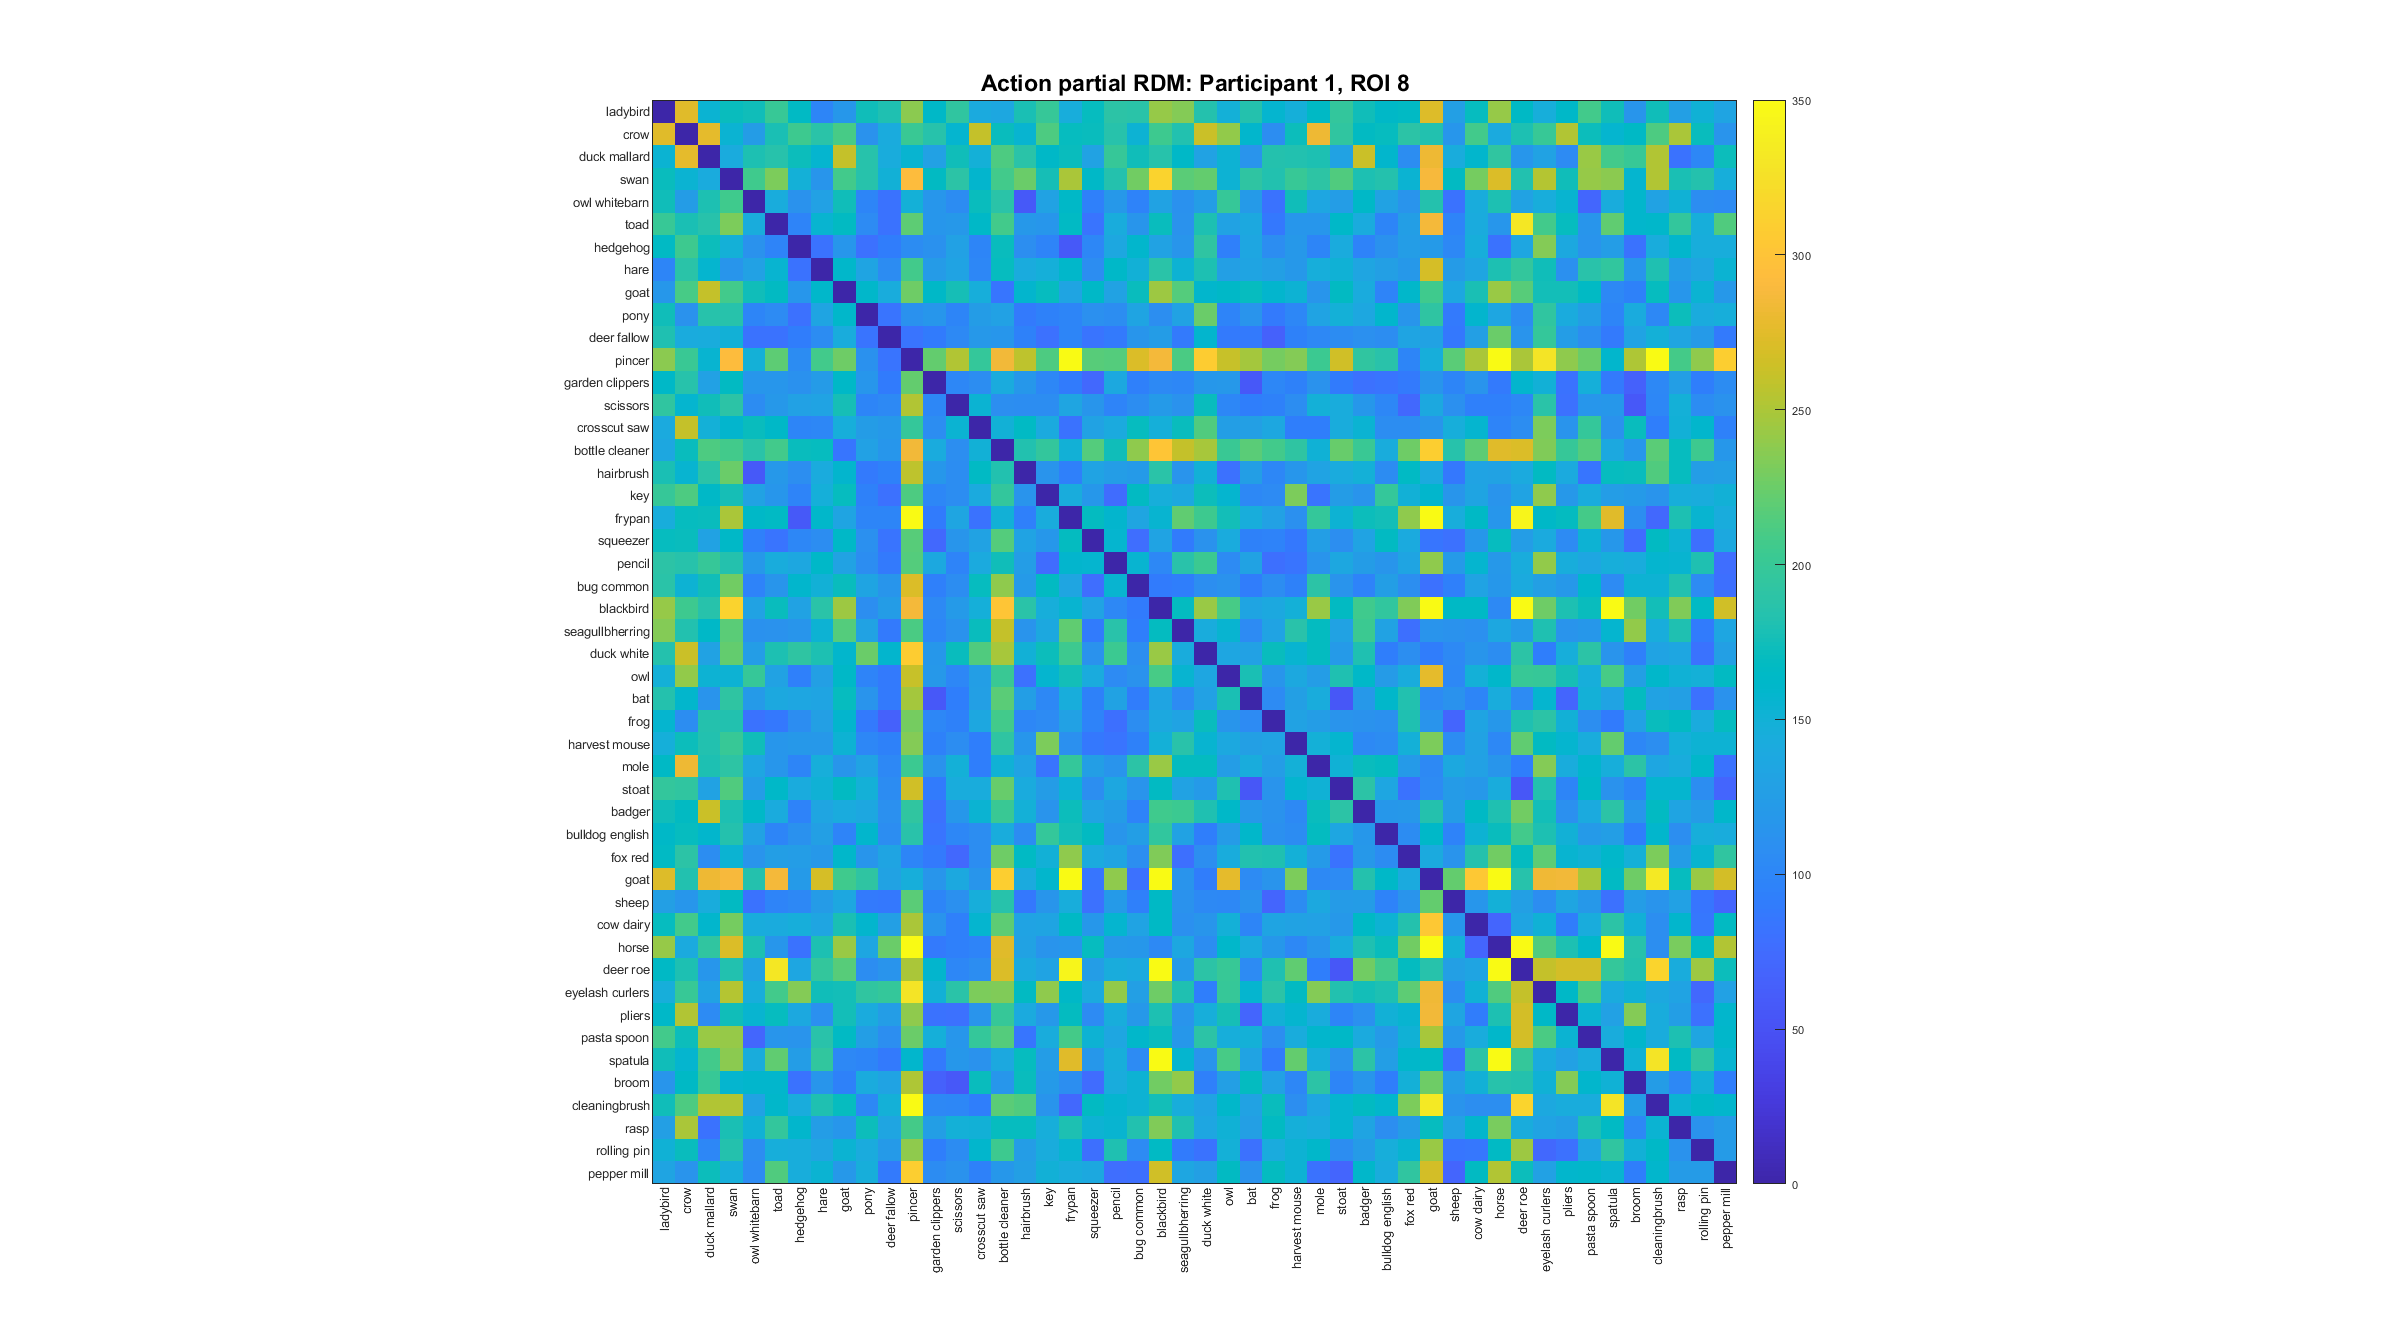 Action partial RDM: Participant 1, ROI 8
ladybird
crow
duck mallard
swan
owl whitebarn
toad
hedgehog
hare
goat
pony
deer fallow
pincer
garden clippers
scissors
crosscut saw
bottle cleaner
hairbrush
key
frypan
squeezer
pencil
bug common
blackbird
seagullbherring
duck white
owl
bat
frog
harvest mouse
mole
stoat
badger
bulldog english
fox red
goat
sheep
cow dairy
horse
deer roe
eyelash curlers
pliers
pasta spoon
spatula
broom
cleaningbrush
rasp
rolling pin
pepper mill
ladybird
crow
duck mallard
swan
owl whitebarn
toad
hedgehog
hare
goat
pony
deer fallow
pincer
garden clippers
scissors
crosscut saw
bottle cleaner
hairbrush
key
frypan
squeezer
pencil
bug common
blackbird
seagullbherring
duck white
owl
bat
frog
harvest mouse
mole
stoat
badger
bulldog english
fox red
goat
sheep
cow dairy
horse
deer roe
eyelash curlers
pliers
pasta spoon
spatula
broom
cleaningbrush
rasp
rolling pin
pepper mill
350
300
250
200
150
100
50
0